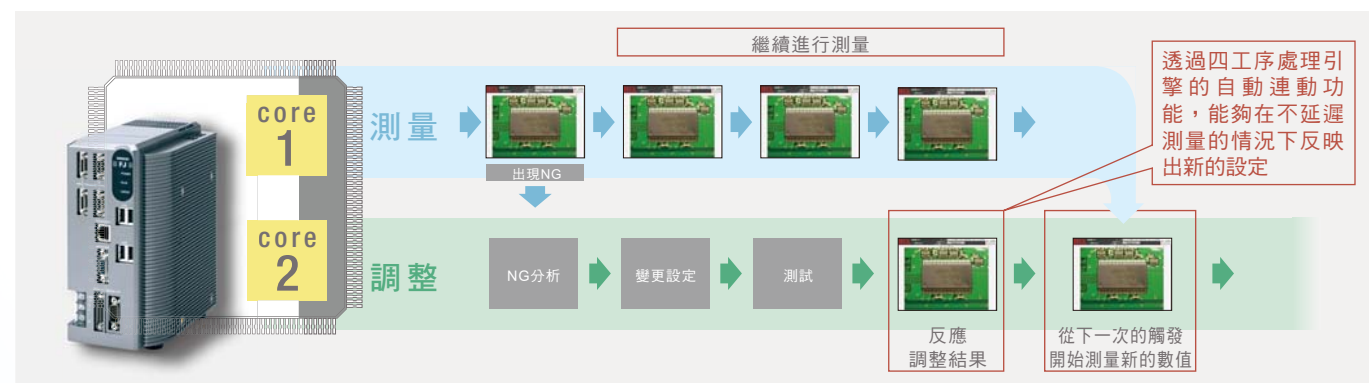 繼續進行測量
透過四工序處理引
擎的自動連動功
能，能夠在不延遲
測量的情況下反映
出新的設定
core
1
測量
出現NG
core
2
調整
NG分析
變更設定
測試
反應
調整結果
從下一次的觸發
開始測量新的數值